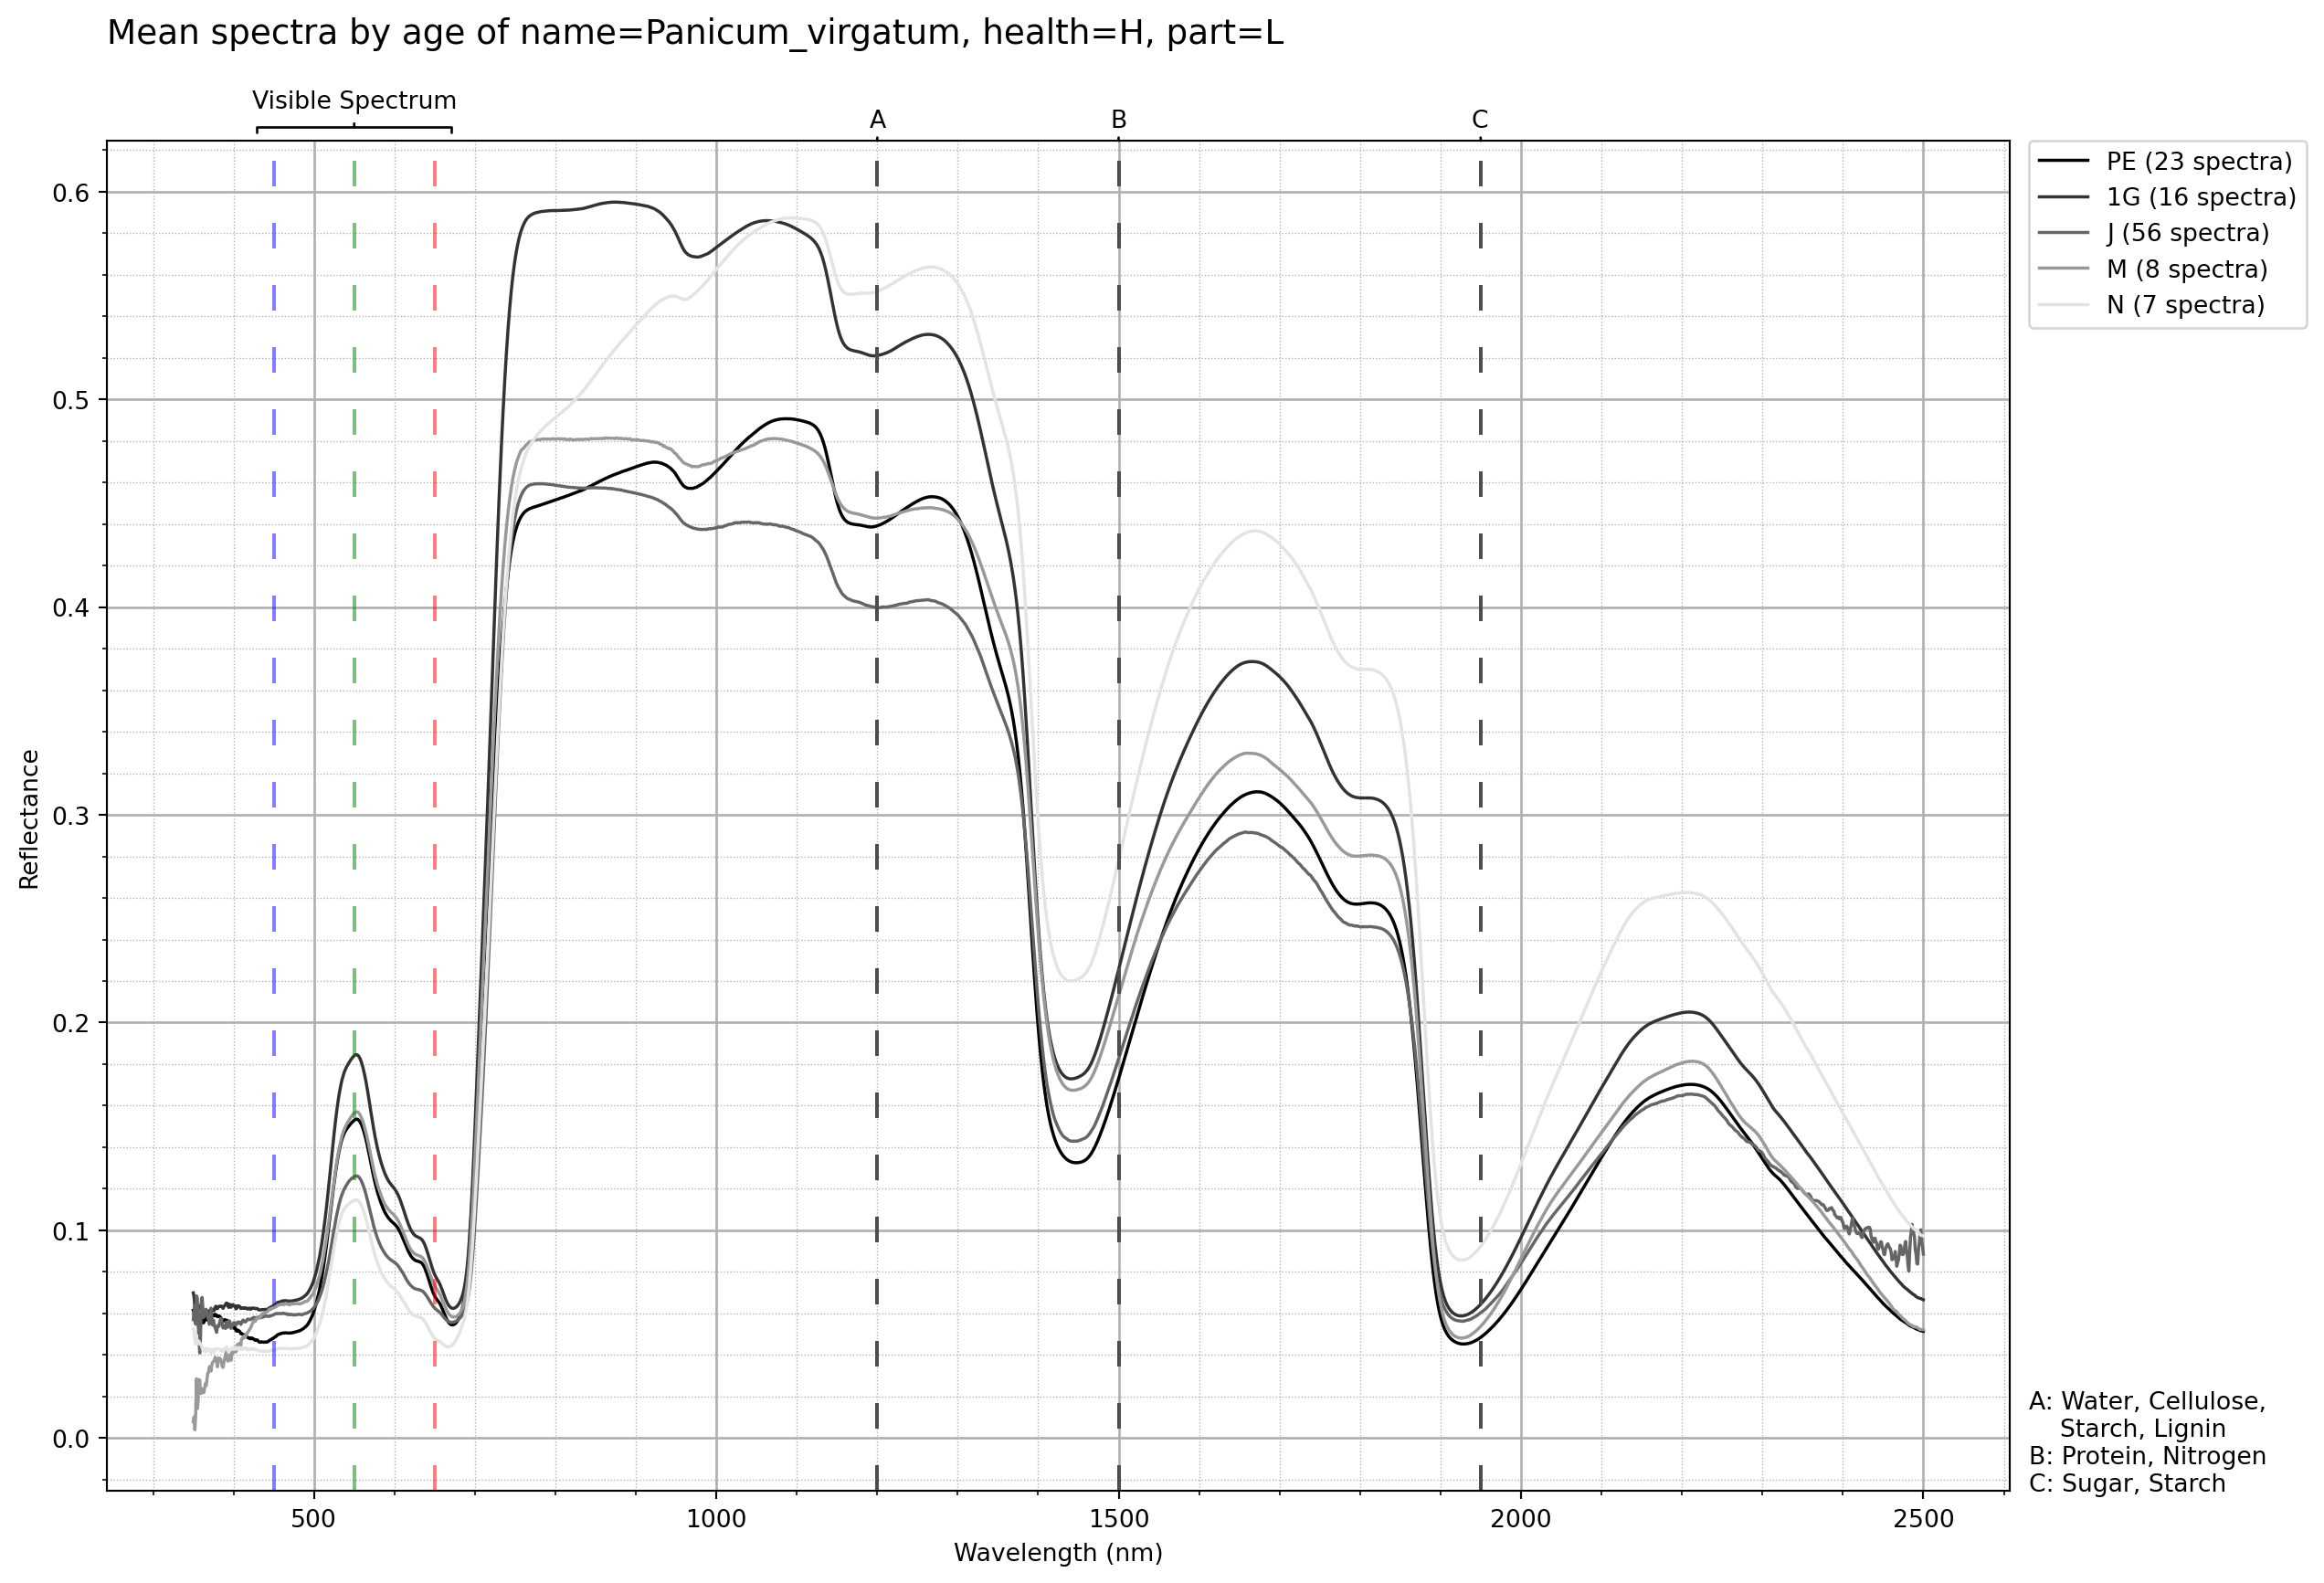 Mean spectra by age of name=Panicum_virgatum, health=H, part=L
Visible Spectrum
A
B
C
PE (23 spectra)
1G (16 spectra)
J (56 spectra)
M (8 spectra)
N (7 spectra)
0.6
0.5
0.4
0.3
0.2
0.1
0.0
Reflectance
500
1000
1500
2000
2500
Wavelength (nm)
A: Water, Cellulose,
Starch, Lignin
B: Protein, Nitrogen
C: Sugar, Starch